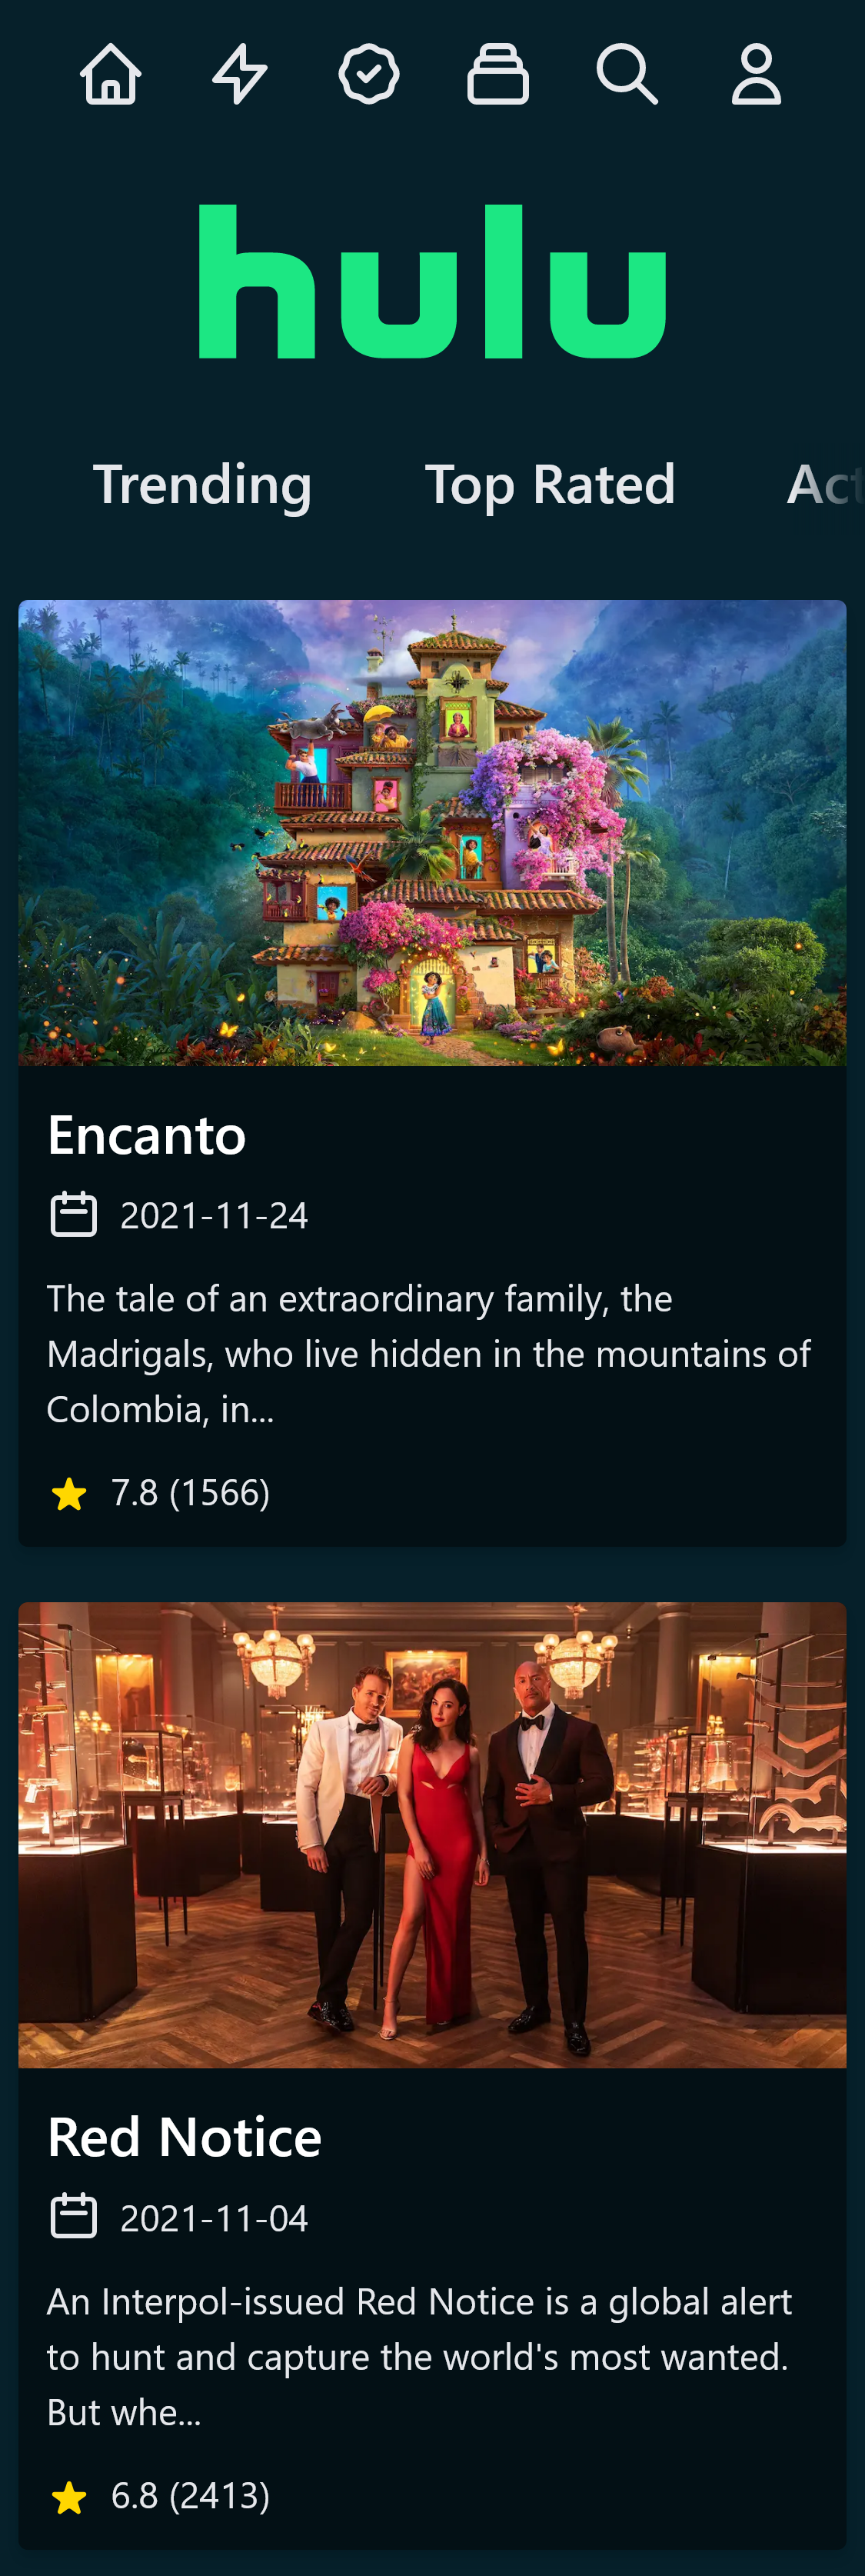 hulu
Trending Top Rated Act
Encanto
2021-11-24
The tale of an extraordinary family, the
Madrigals, who live hidden in the mountains of
Colombia, in...
7.8 (1566)
Red Notice
2021-11-04
An Interpol-issued Red Notice is a global alert
to hunt and capture the world's most wanted.
But whe...
6.8 (2413)